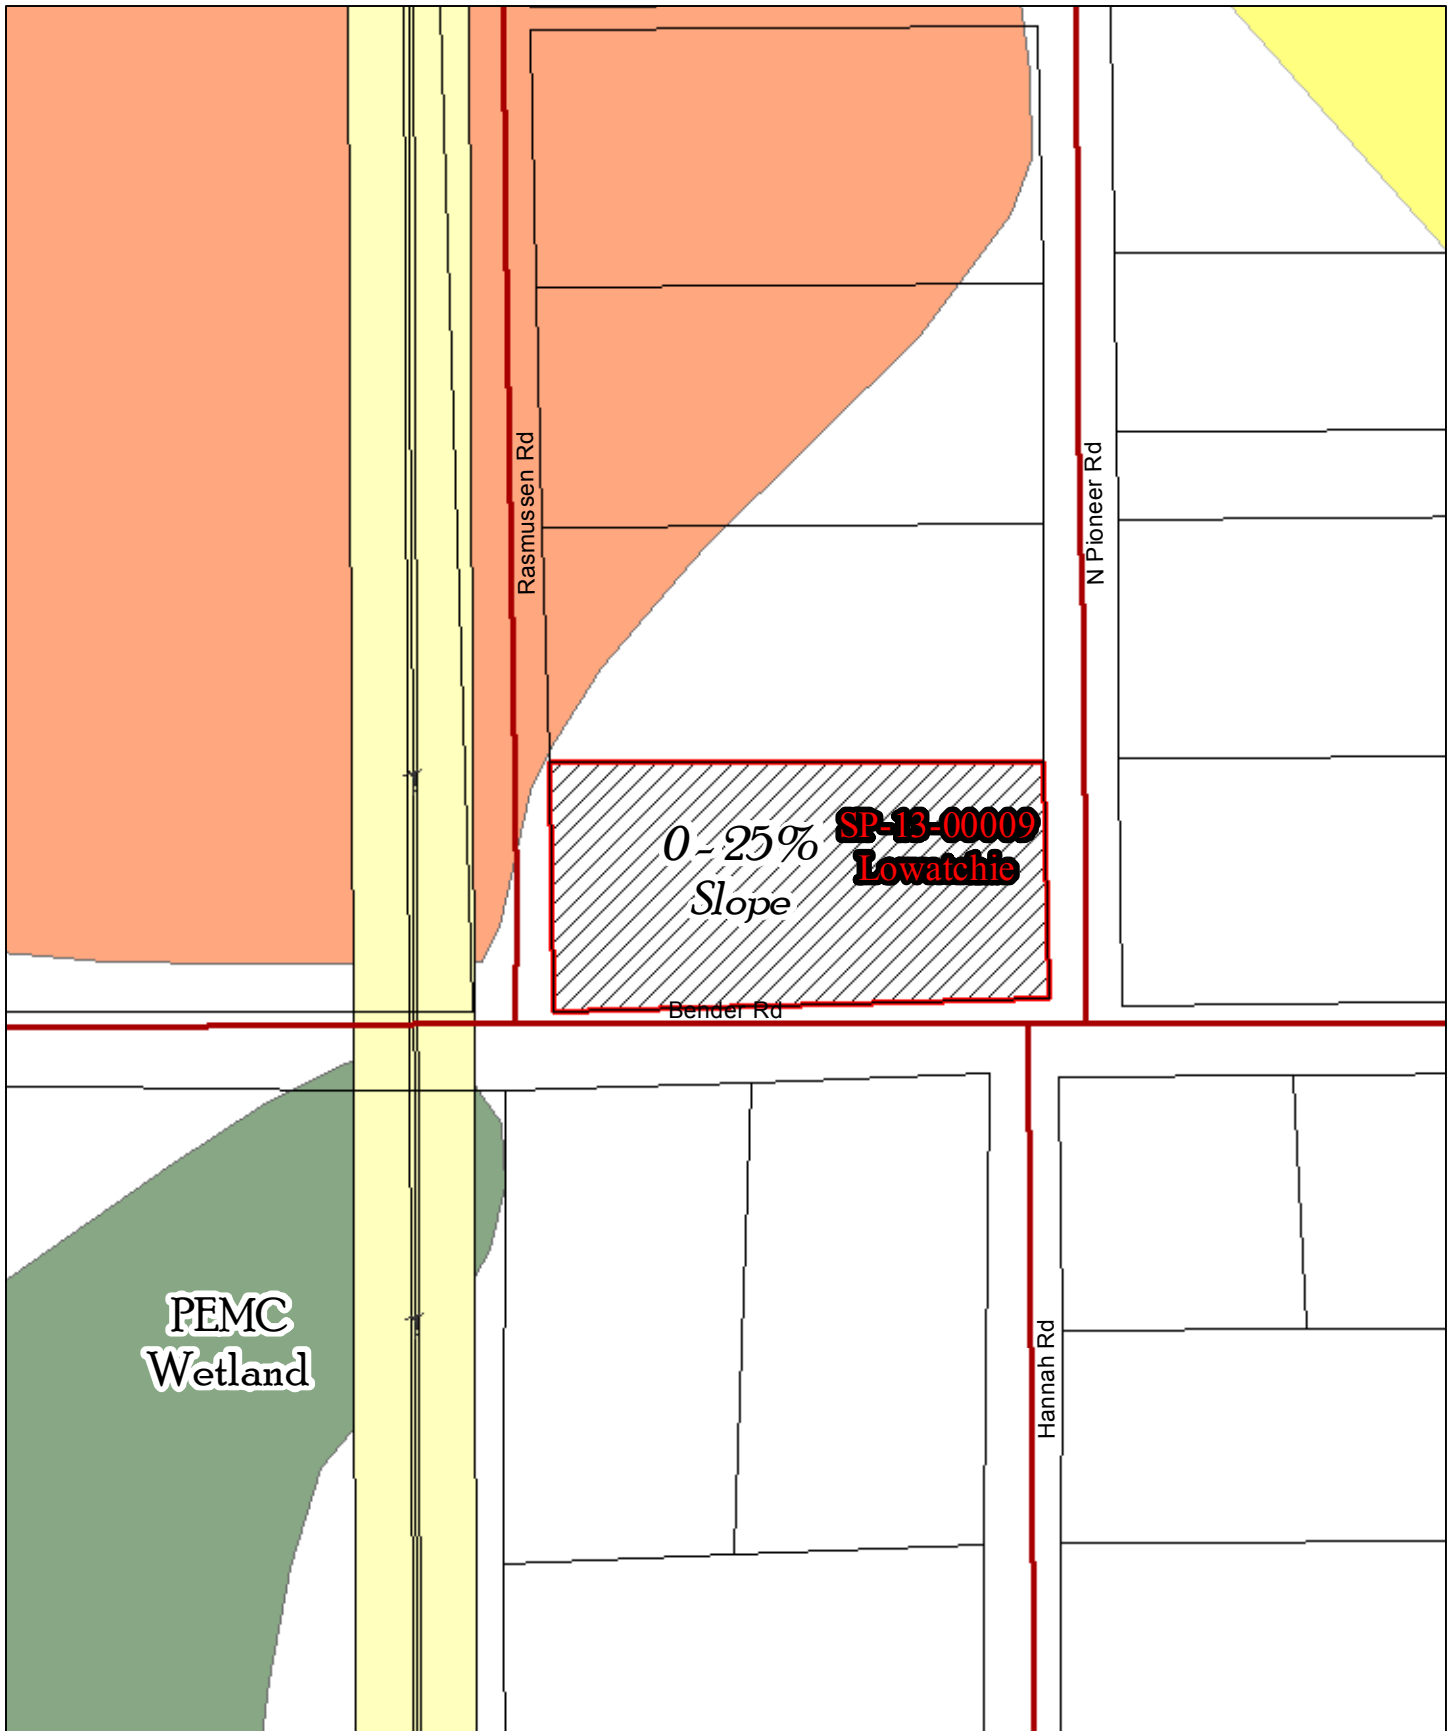 Rasmussen Rd
N Pioneer Rd
0 - 25%
Slope
SP-13-00009
Lowatchie
Bender Rd
PEMC
Wetland
Hannah Rd